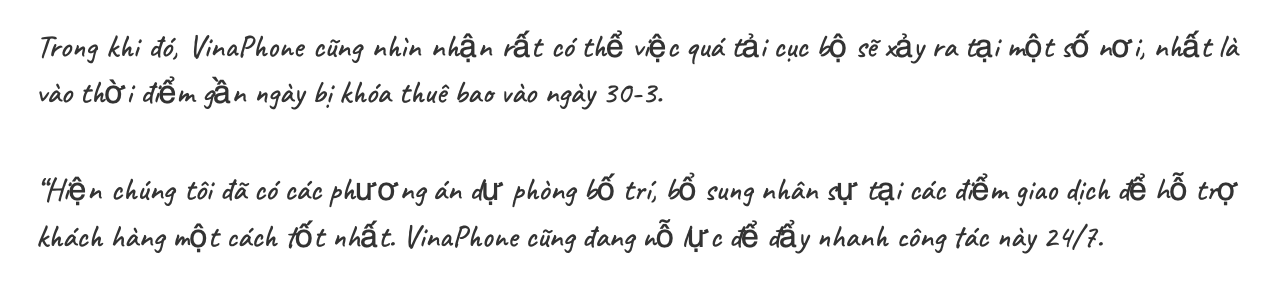 Trong khi đó, VinaPhone cũng nhìn nhận rất có thể việc quá tải cục bộ sẽ xảy ra tại một số nơi, nhất là
vào thời điểm gần ngày bị khóa thuê bao vào ngày 30-3.
“Hiện chúng tôi đã có các phương án dự phòng bố trí, bổ sung nhân sự tại các điểm giao dịch để hỗ trợ
khách hàng một cách tốt nhất. VinaPhone cũng đang nỗ lực để đẩy nhanh công tác này 24/7.